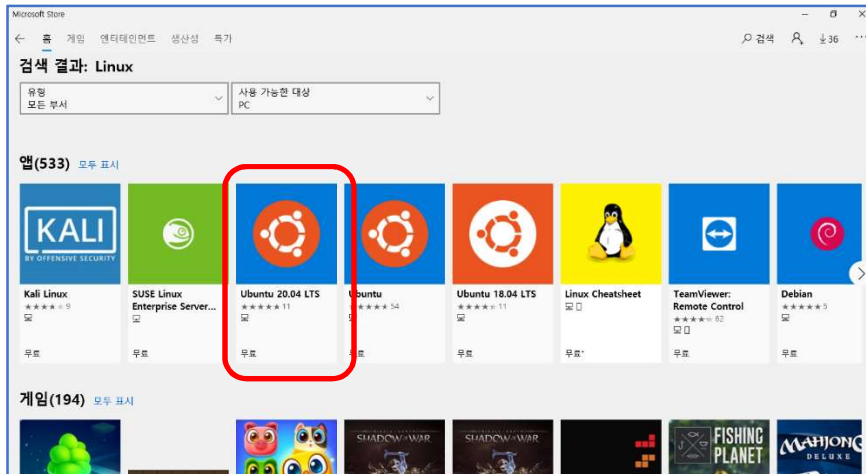 Microsoft Store
홈 게임 엔터테인먼트 생산성 특가
검색
36
검색 결과: Linux
유형
모든 부서
사용 가능한 대상
PC
앱(533) 모두 표시
KALI
BY OFFENSIVE SECURITY
Kali Linux
9
무료
SUSE Linux
Enterprise Server...
무료
Ubuntu 20.04 LTS
11
무료
Ubuntu
54
무료
Ubuntu 18.04 LTS
11
무료
Linux Cheatsheet
무료+
TeamViewer:
Remote Control
62
무료
Debian
5
무료
게임(194) 모두 표시
SHADOW WAR
SHADOW WAR
FISHING
PLANET
MAHJONG
DELUXE